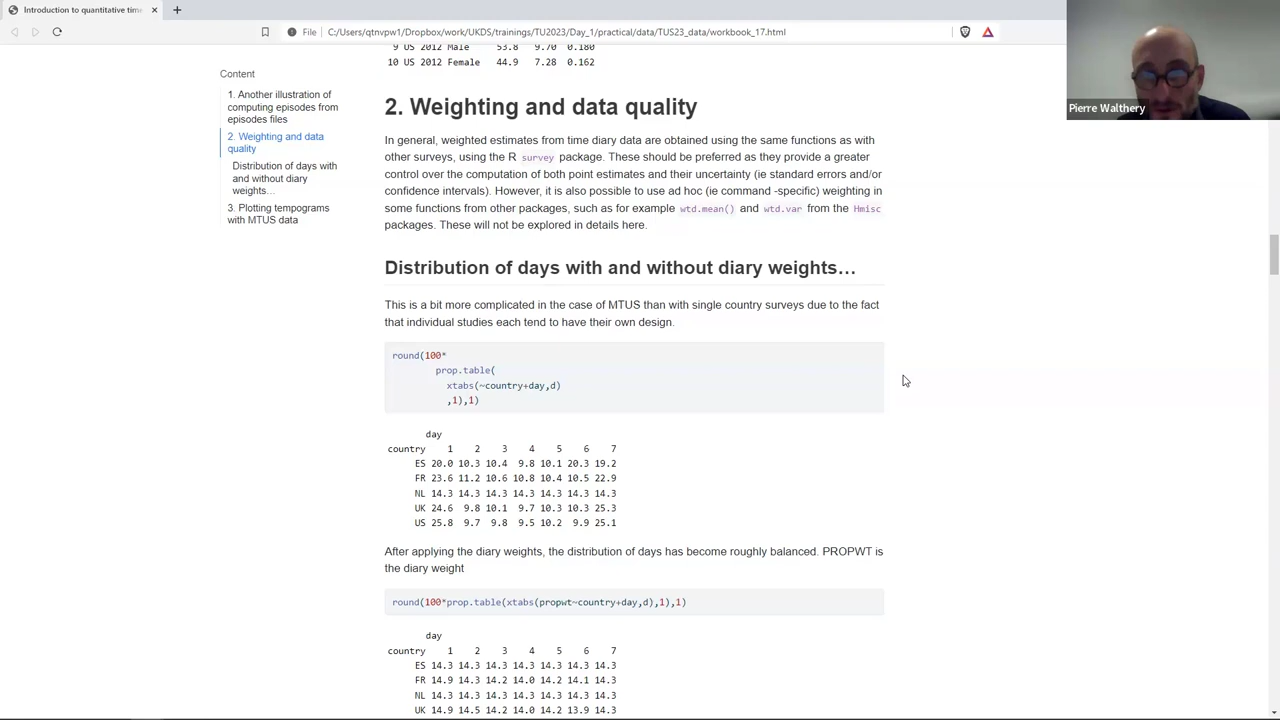 Introduction to quantitative tim
File
C:/Users/qtnvpw1/Dropbox/work/UKDS/trainings/TU2023/Day_1/practical/data/TUS23_data/workbook_17.html
Pierre Walthery
Content
1. Another illustration of
computing episodes from
episodes files
2. Weighting and data
quality
Distribution of days with
and without diary
weights…
3. Plotting tempograms
with MTUS data
9 US 2012 Male 53.8 9.70 0.180
10 US 2012 Female 44.9 7.28 0.162
2. Weighting and data quality
In general, weighted estimates from time diary data are obtained using the same functions as with
other surveys, using the R survey package. These should be preferred as they provide a greater
control over the computation of both point estimates and their uncertainty (ie standard errors and/or
confidence intervals). However, it is also possible to use ad hoc (ie command -specific) weighting in
some functions from other packages, such as for example wtd.mean() and wtd.var from the Hmisc
packages. These will not be explored in details here.
Distribution of days with and without diary weights…
This is a bit more complicated in the case of MTUS than with single country surveys due to the fact
that individual studies each tend to have their own design.
round(100*
prop.table(
xtabs(~country+day,d)
,1),1)
day
country 1 2 3 4 5 6 7
ES 20.0 10.3 10.4 9.8 10.1 20.3 19.2
FR 23.6 11.2 10.6 10.8 10.4 10.5 22.9
NL 14.3 14.3 14.3 14.3 14.3 14.3 14.3
UK 24.6 9.8 10.1 9.7 10.3 10.3 25.3
US 25.8 9.7 9.8 9.5 10.2 9.9 25.1
After applying the diary weights, the distribution of days has become roughly balanced. PROPWT is
the diary weight
round(100*prop.table(xtabs(propwt~country+day,d),1),1)
day
country 1 2 3 4 5 6 7
ES 14.3 14.3 14.3 14.3 14.3 14.3 14.3
FR 14.9 14.3 14.2 14.0 14.2 14.1 14.3
NL 14.3 14.3 14.3 14.3 14.3 14.3 14.3
UK 14.9 14.5 14.2 14.0 14.2 13.9 14.3